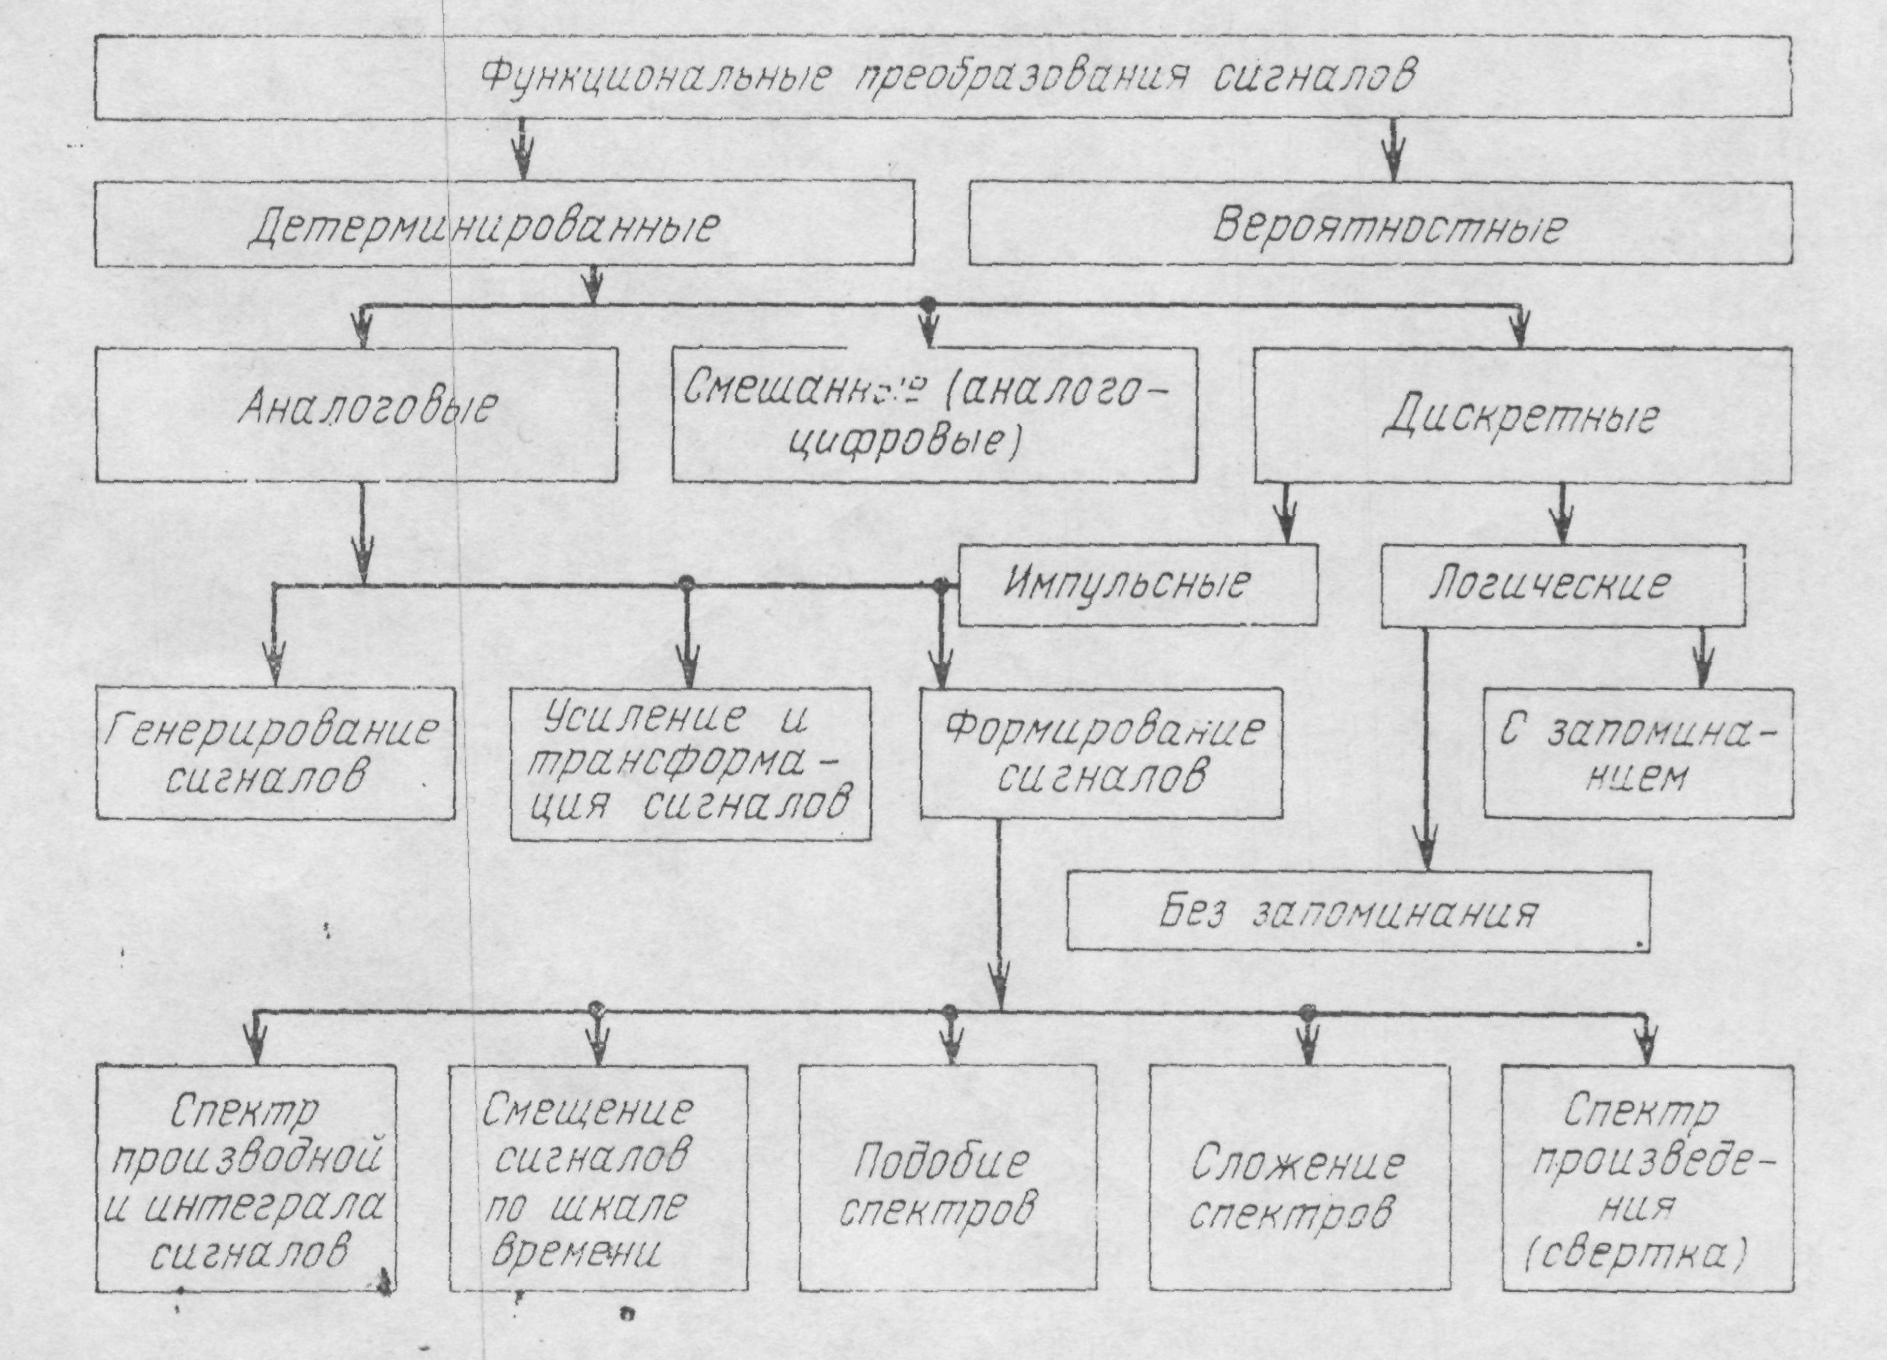 Функциональные преобразования сигналов
Детерминированные
Вероятностные
Аналоговые
Смешанные (аналого-
цифровые)
Дискретные
Импульсные
Логические
Генерирование
сигналов
Усиление и
трансформа-
ция сигналов
Формирование
сигналов
С запомина-
нием
Без запоминания
Спектр
производной
и интеграла
сигналов
Смещение
сигналов
по шкале
времени
Подобие
спектров
Сложение
спектров
Спектр
произведе-
ния
(свертка)